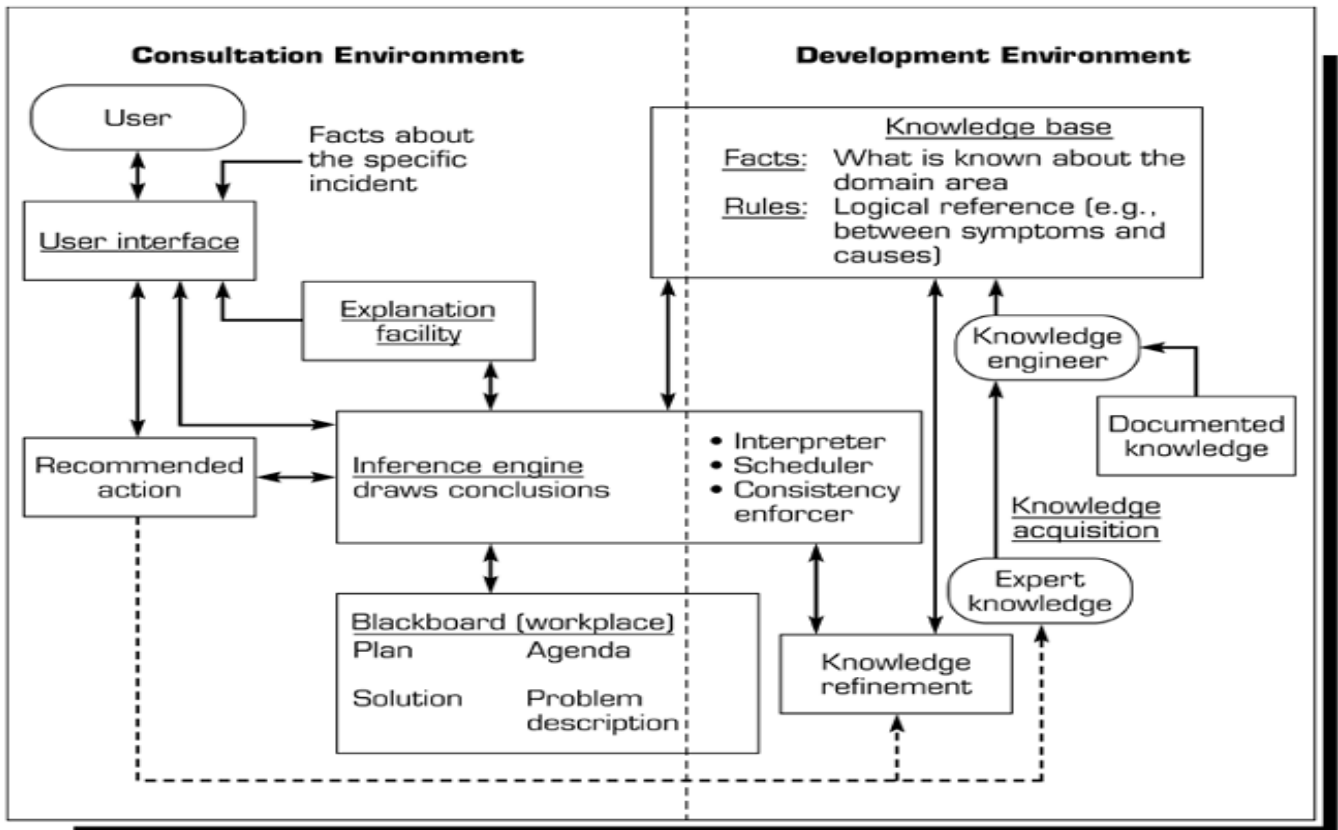 Consultation Environment
Development Environment
User
Facts about
the specific
incident
User interface
Explanation
facility
Knowledge base
Facts: What is known about the
domain area
Rules: Logical reference (e.g.,
between symptoms and
causes)
Knowledge
engineer
Documented
knowledge
Recommended
action
Inference engine
draws conclusions
• Interpreter
• Scheduler
• Consistency
enforcer
Knowledge
acquisition
Expert
knowledge
Blackboard (workplace)
Plan Agenda
Solution Problem
description
Knowledge
refinement